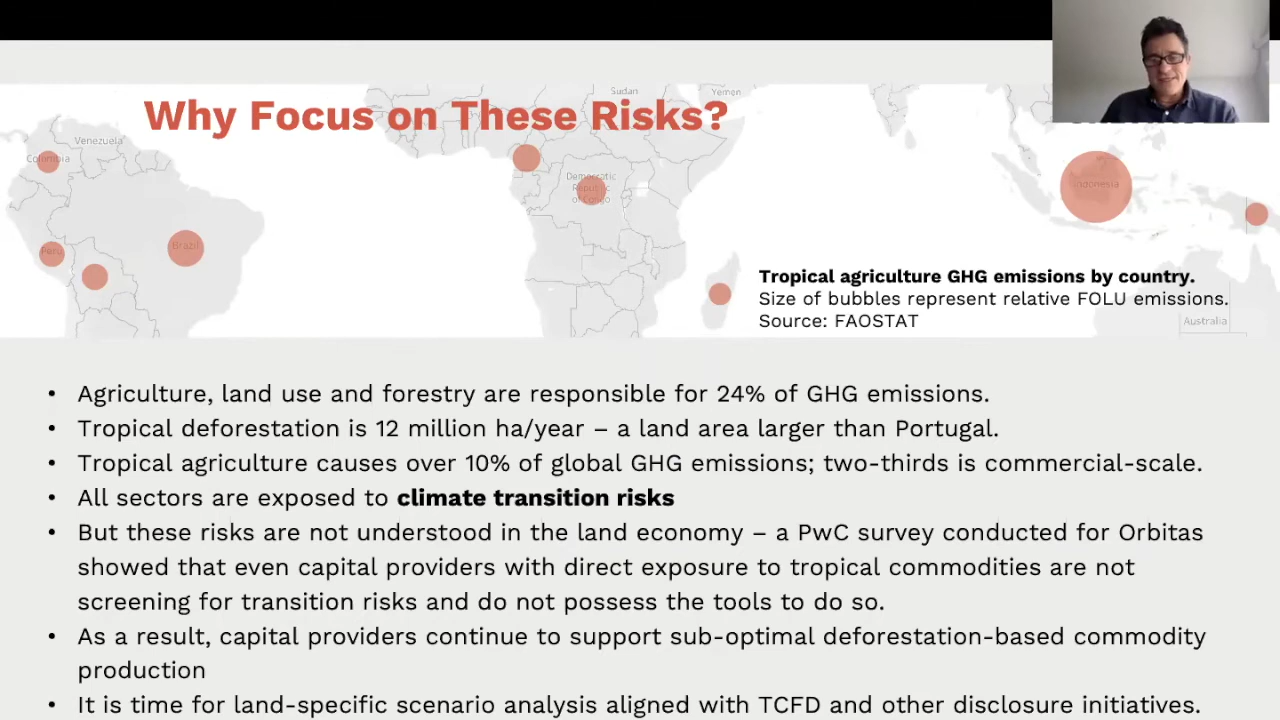 Why Focus on These Risks?
Sudan
Yemen
Venezuela
Colombia
Democratic
Republic
of Congo
Indonesia
Peru
Brazil
Tropical agriculture GHG emissions by country.
Size of bubbles represent relative FOLU emissions.
Source: FAOSTAT
Australia
• Agriculture, land use and forestry are responsible for 24% of GHG emissions.
• Tropical deforestation is 12 million ha/year – a land area larger than Portugal.
• Tropical agriculture causes over 10% of global GHG emissions; two-thirds is commercial-scale.
• All sectors are exposed to climate transition risks
• But these risks are not understood in the land economy – a PwC survey conducted for Orbitas
showed that even capital providers with direct exposure to tropical commodities are not
screening for transition risks and do not possess the tools to do so.
• As a result, capital providers continue to support sub-optimal deforestation-based commodity
production
• It is time for land-specific scenario analysis aligned with TCFD and other disclosure initiatives.